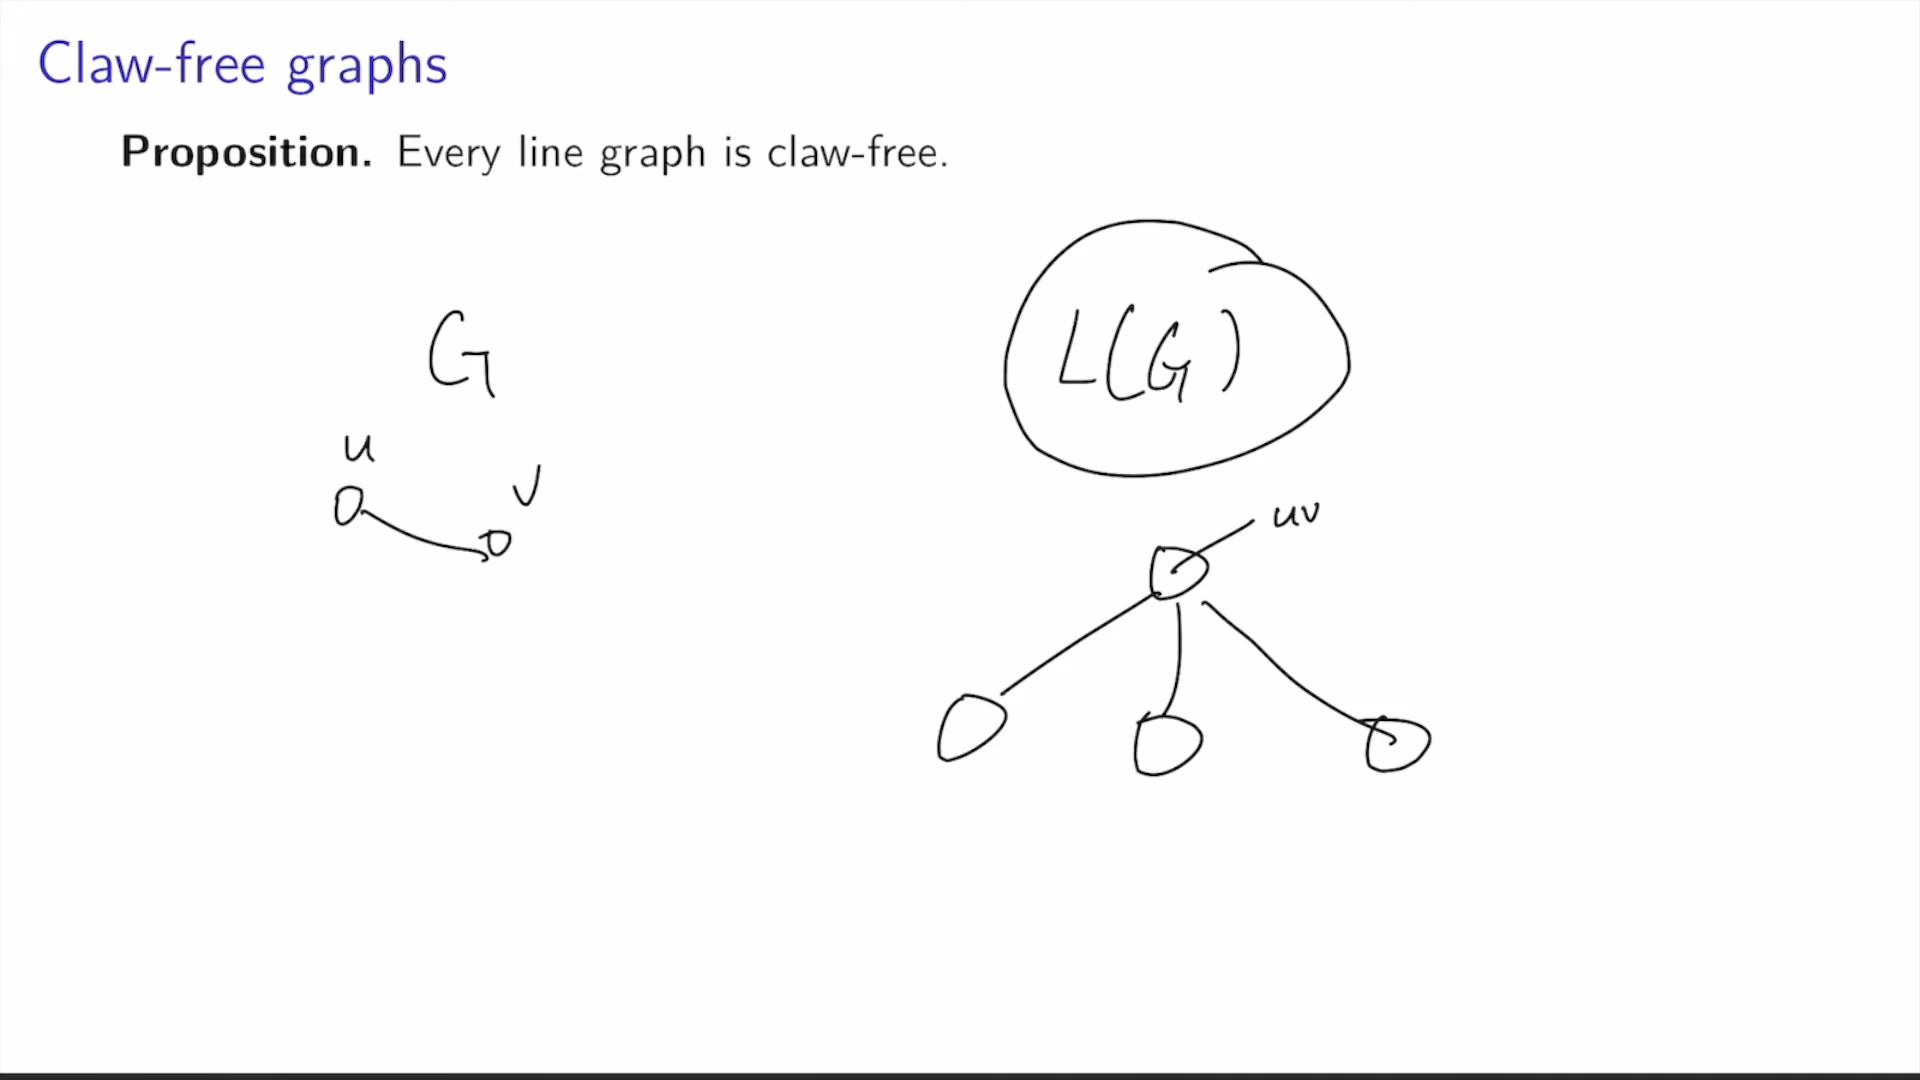 Claw-free graphs
Proposition. Every line graph is claw-free.
G
L(G)
u
v
uv